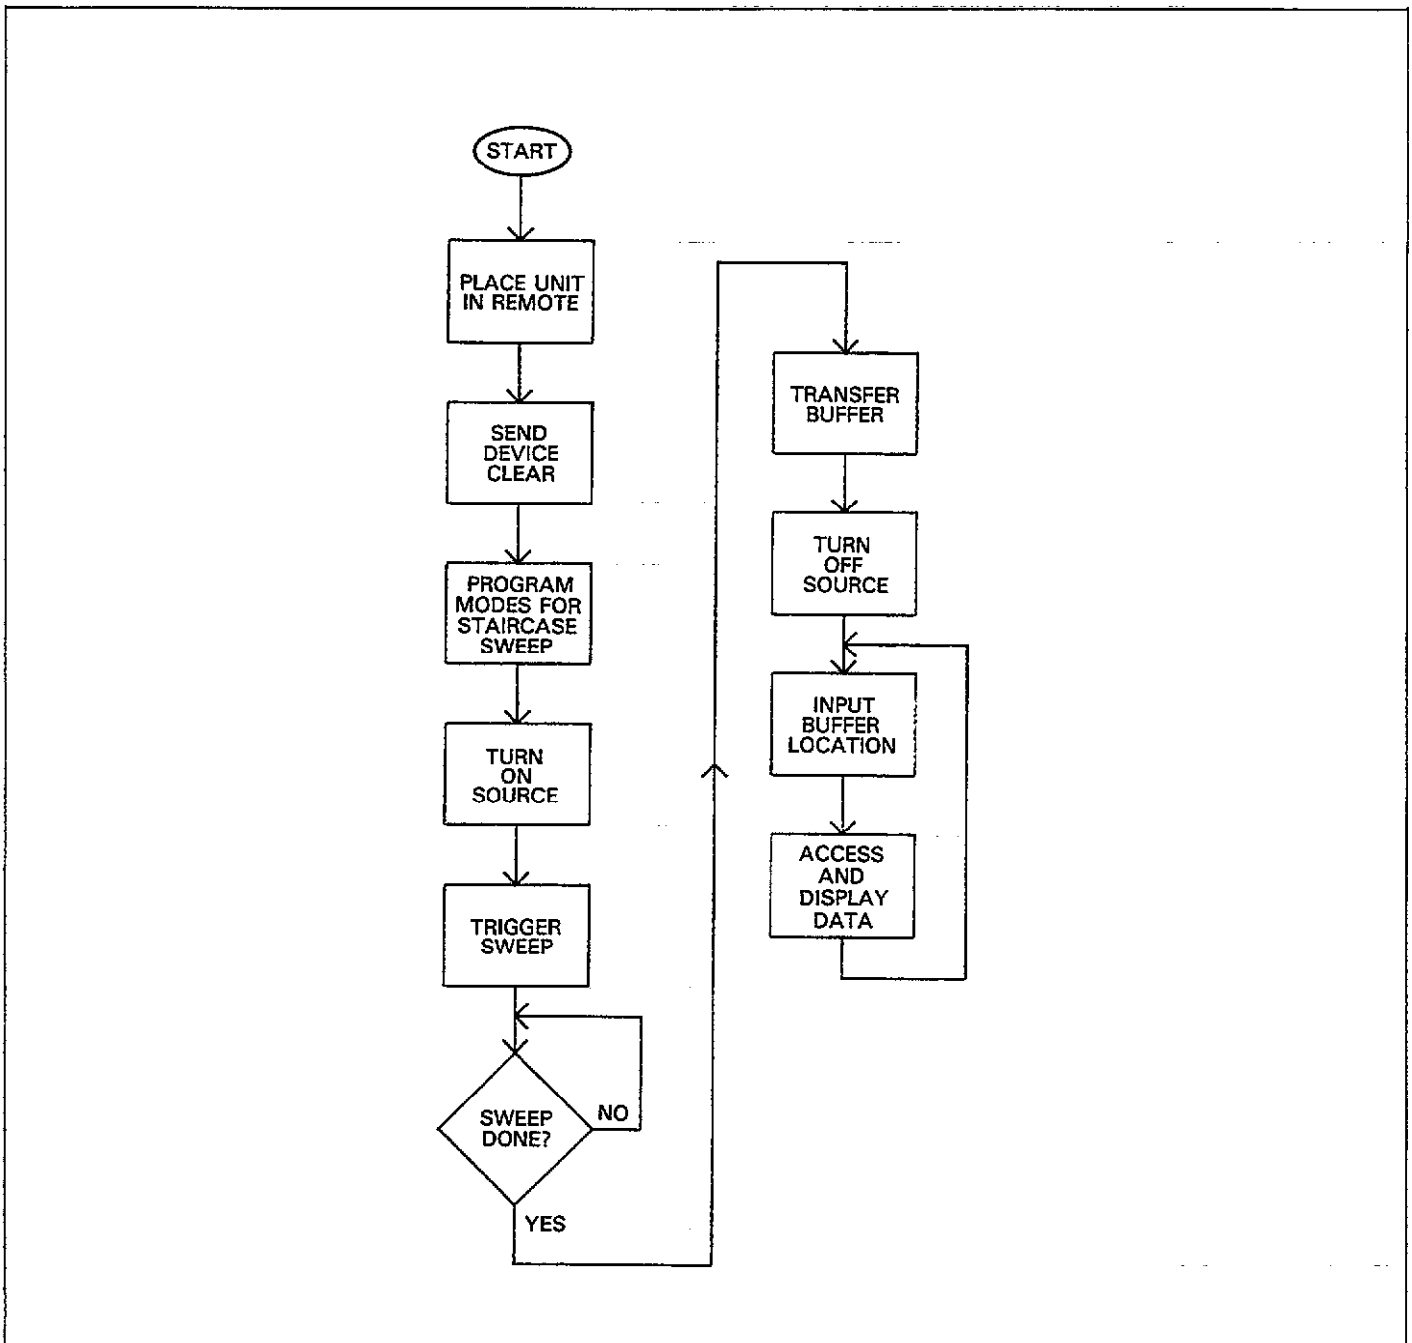 START
PLACE UNIT
IN REMOTE
SEND
DEVICE
CLEAR
PROGRAM
MODES FOR
STAIRCASE
SWEEP
TURN
ON
SOURCE
TRIGGER
SWEEP
SWEEP
DONE?
NO
YES
TRANSFER
BUFFER
TURN
OFF
SOURCE
INPUT
BUFFER
LOCATION
ACCESS
AND
DISPLAY
DATA